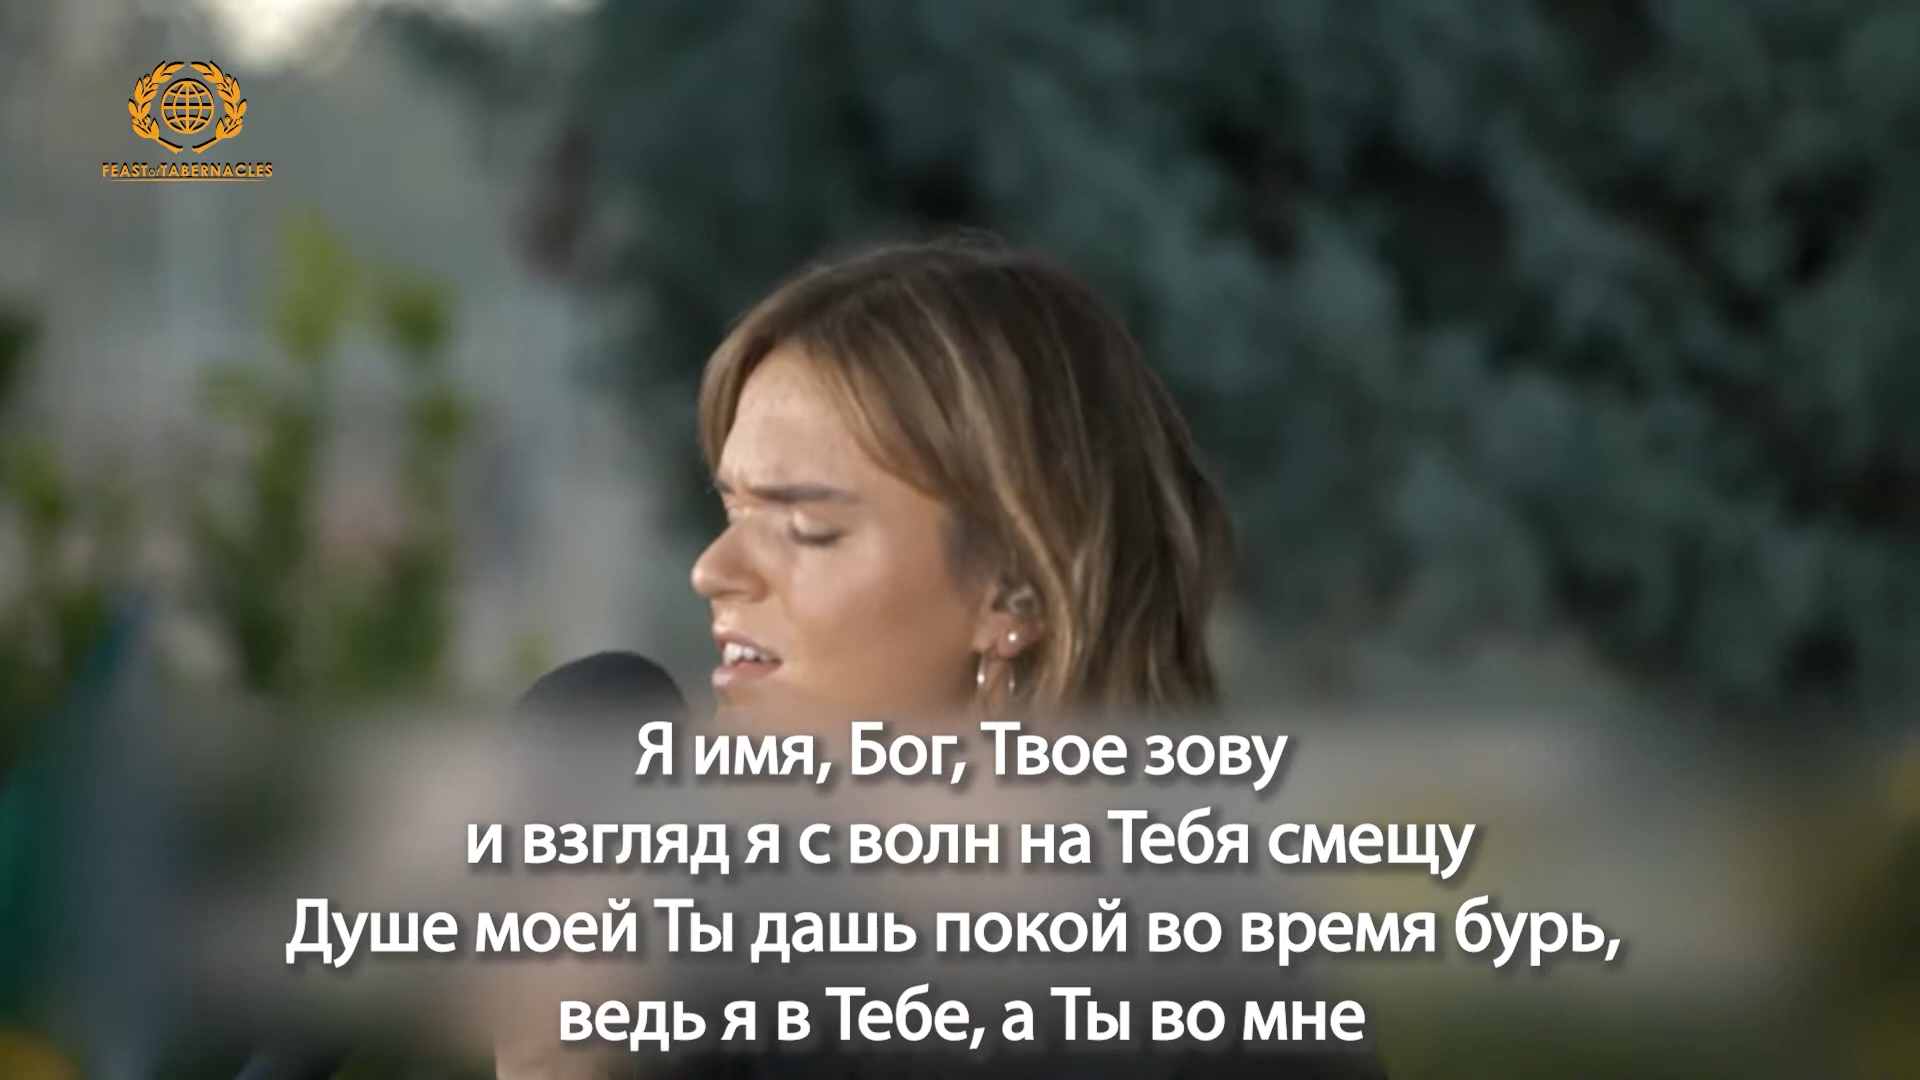 FEAST OF TABERNACLES
Я имя, Бог, Твое зову
и взгляд я с волн на Тебя смещу
Душе моей Ты дашь покой во время бурь,
ведь я в Тебе, а Ты во мне